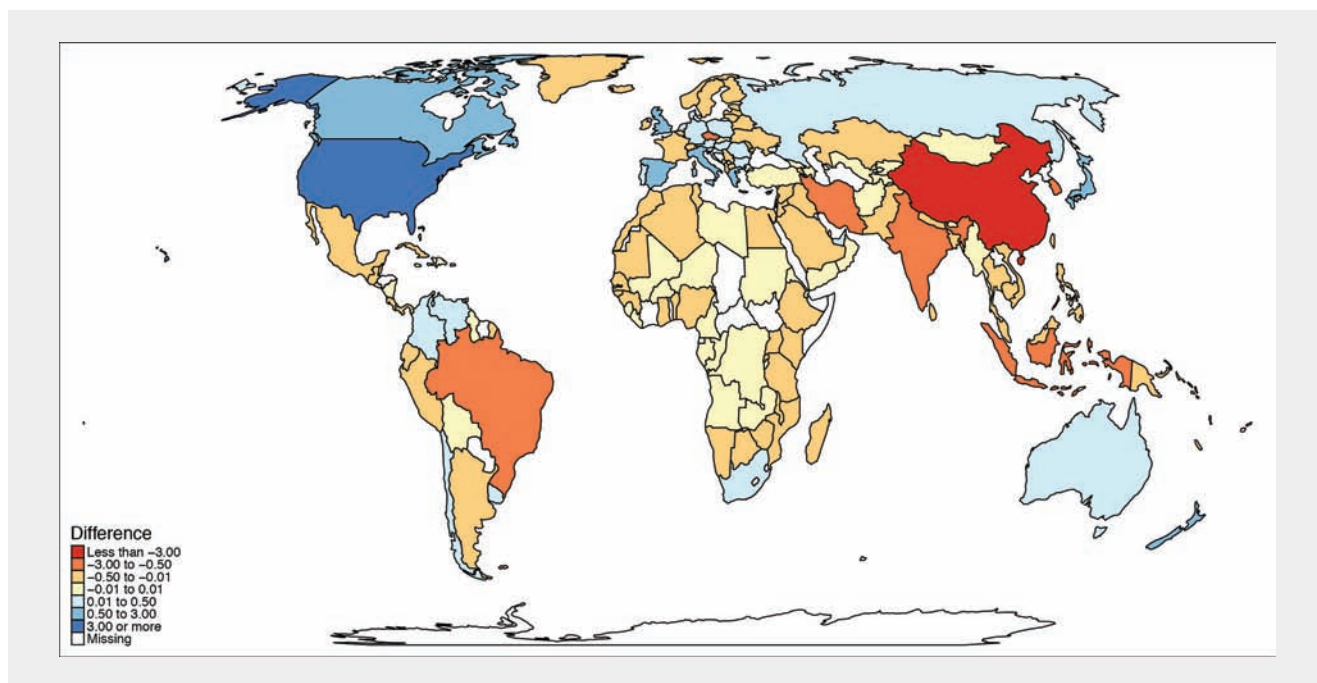 Difference
Less than −3.00
−3.00 to −0.50
−0.50 to −0.01
−0.01 to 0.01
0.01 to 0.50
0.50 to 3.00
3.00 or more
Missing